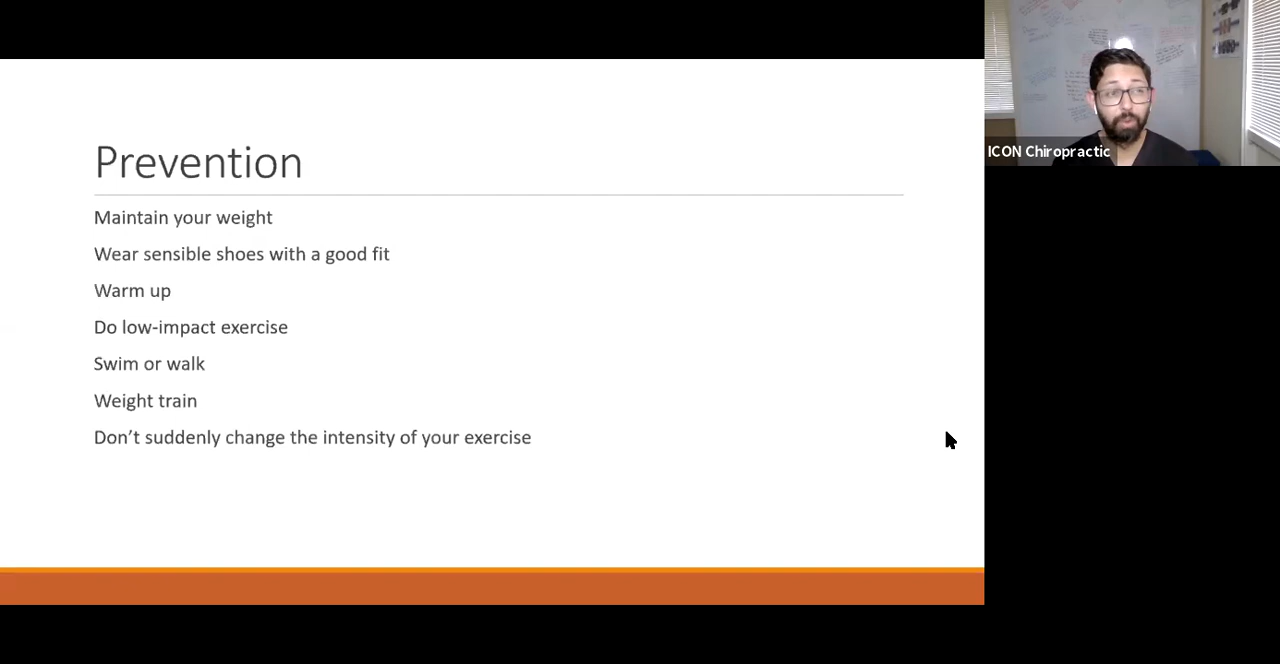 Prevention
Maintain your weight
Wear sensible shoes with a good fit
Warm up
Do low-impact exercise
Swim or walk
Weight train
Don’t suddenly change the intensity of your exercise
ICON Chiropractic